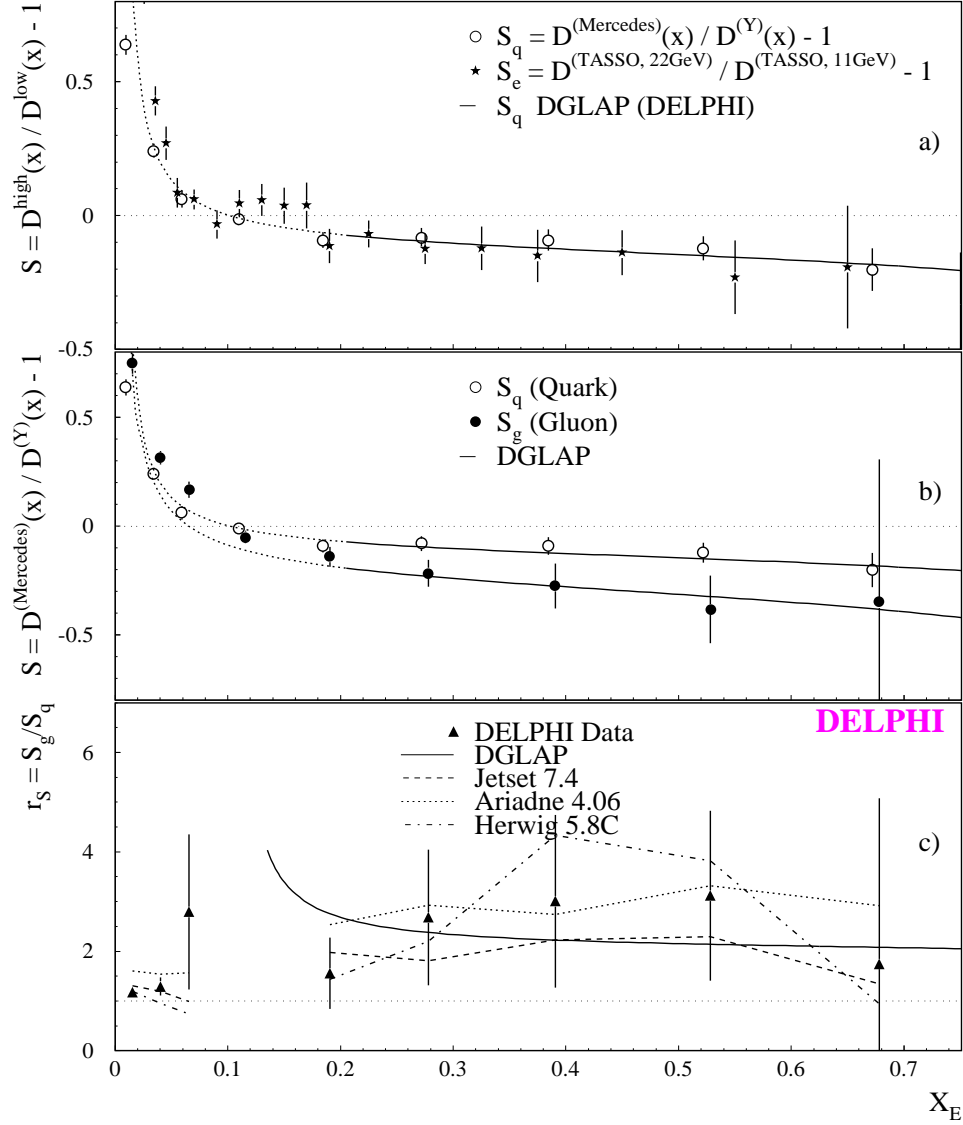 S = D^high(x) / D^low(x) - 1
0.5
0
-0.5
S_q = D^(Mercedes)(x) / D^(Y)(x) - 1
S_e = D^(TASSO, 22GeV) / D^(TASSO, 11GeV) - 1
S_q DGLAP (DELPHI)
a)
S = D^(Mercedes)(x) / D^(Y)(x) - 1
0.5
0
-0.5
S_q (Quark)
S_g (Gluon)
DGLAP
b)
r_S = S_g/S_q
6
4
2
0
DELPHI
DELPHI Data
DGLAP
Jetset 7.4
Ariadne 4.06
Herwig 5.8C
c)
0 0.1 0.2 0.3 0.4 0.5 0.6 0.7
X_E